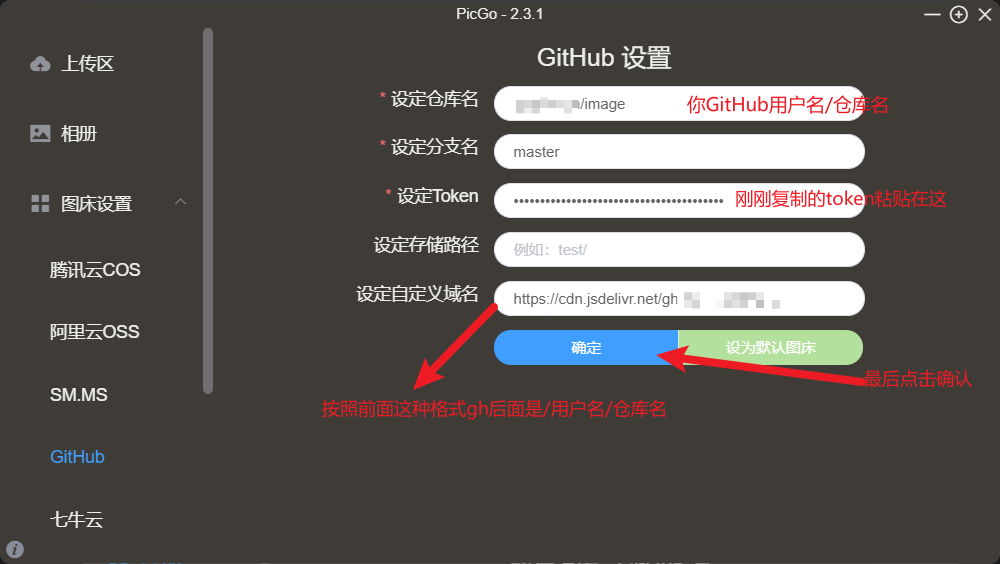 PicGo - 2.3.1
上传区
相册
图床设置
腾讯云COS
阿里云OSS
SM.MS
GitHub
七牛云
GitHub 设置
* 设定仓库名
/image
你GitHub用户名/仓库名
* 设定分支名
master
* 设定Token
刚刚复制的token粘贴在这
设定存储路径
例如：test/
设定自定义域名
https://cdn.jsdelivr.net/gh
确定
设为默认图床
最后点击确认
按照前面这种格式gh后面是/用户名/仓库名